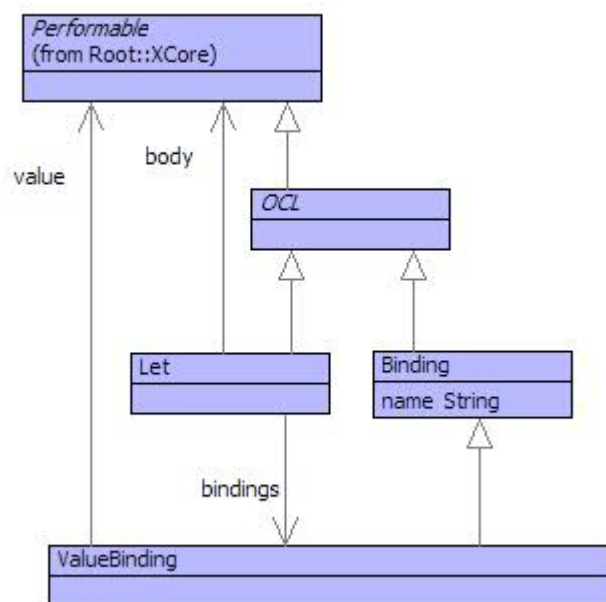 Performable
(from Root::XCore)
body
value
OCL
Let
Binding
name String
bindings
ValueBinding